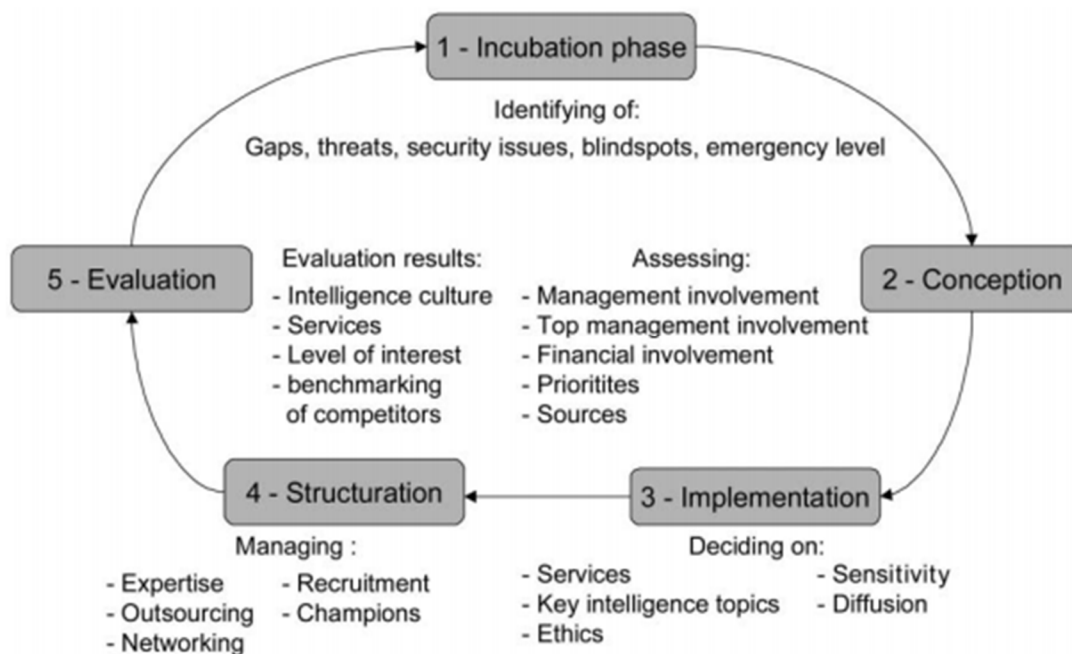 1 - Incubation phase
Identifying of:
Gaps, threats, security issues, blindspots, emergency level
2 - Conception
Assessing:
- Management involvement
- Top management involvement
- Financial involvement
- Prioritites
- Sources
3 - Implementation
Deciding on:
- Services
- Key intelligence topics
- Ethics
- Sensitivity
- Diffusion
4 - Structuration
Managing :
- Expertise
- Outsourcing
- Networking
- Recruitment
- Champions
5 - Evaluation
Evaluation results:
- Intelligence culture
- Services
- Level of interest
- benchmarking
of competitors